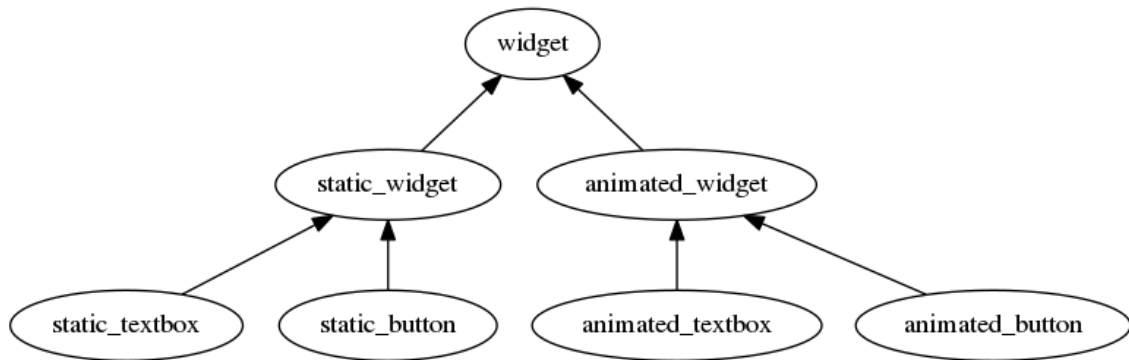 widget
static_widget
animated_widget
static_textbox
static_button
animated_textbox
animated_button